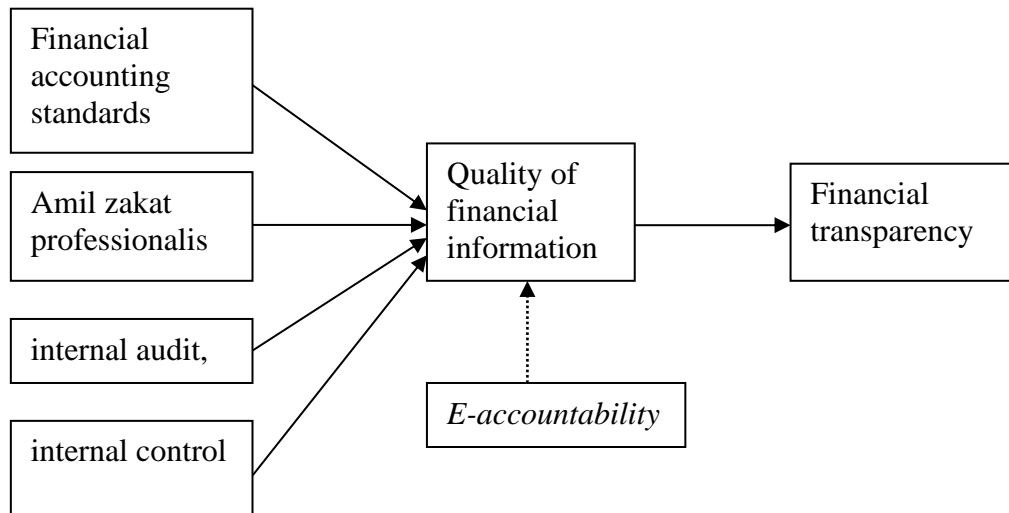 Financial
accounting
standards
Amil zakat
professionalis
internal audit,
internal control
Quality of
financial
information
E-accountability
Financial
transparency